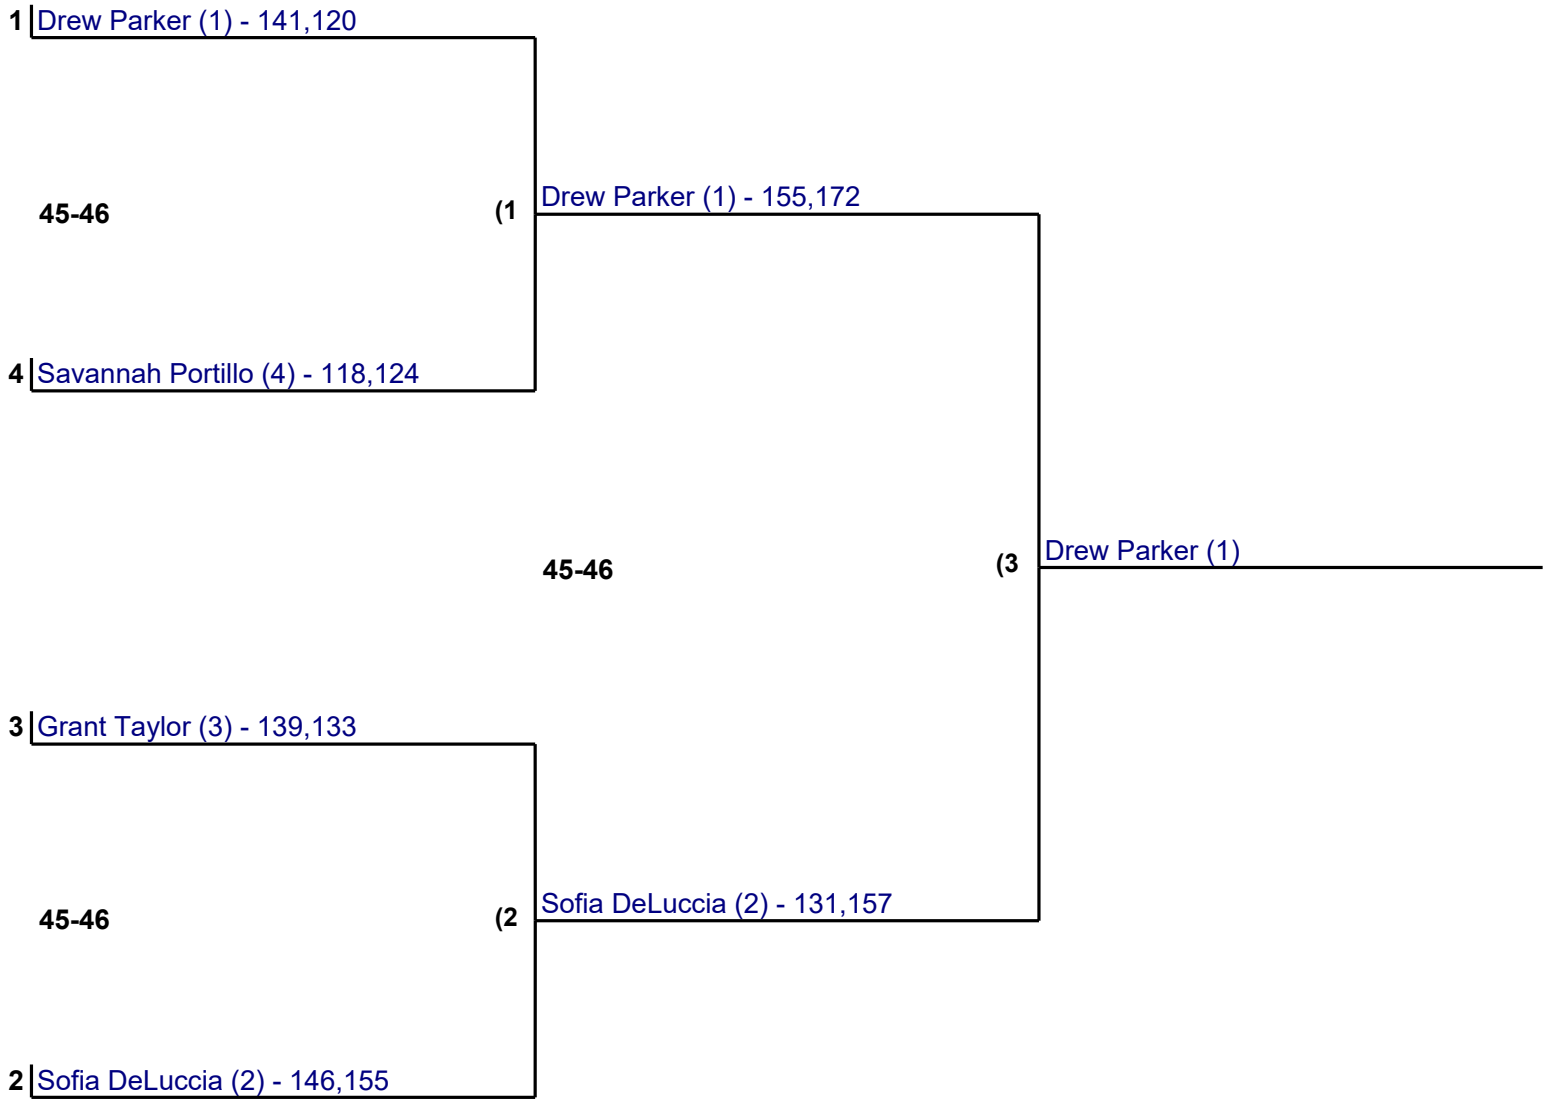 1 Drew Parker (1) - 141,120
45-46 (1
Drew Parker (1) - 155,172
4 Savannah Portillo (4) - 118,124
45-46 (3
Drew Parker (1)
3 Grant Taylor (3) - 139,133
45-46 (2
Sofia DeLuccia (2) - 131,157
2 Sofia DeLuccia (2) - 146,155